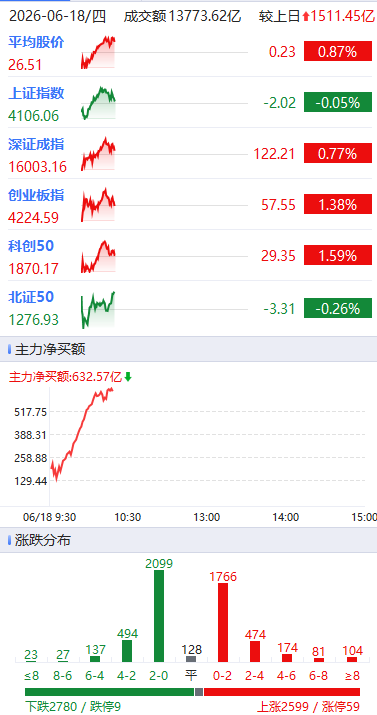 2026-06-18/四 成交额13773.62亿 较上日⬆1511.45亿
平均股价
26.51 0.23 0.87%
上证指数
4106.06 -2.02 -0.05%
深证成指
16003.16 122.21 0.77%
创业板指
4224.59 57.55 1.38%
科创50
1870.17 29.35 1.59%
北证50
1276.93 -3.31 -0.26%
主力净买额
主力净买额:632.57亿⬇
517.75
388.31
258.88
129.44
06/18 9:30 10:30 13:00 14:00 15:00
涨跌分布
23 27 137 494 2099 128 1766 474 174 81 104
≤8 8-6 6-4 4-2 2-0 平 0-2 2-4 4-6 6-8 ≥8
下跌2780 / 跌停9 上涨2599 / 涨停59